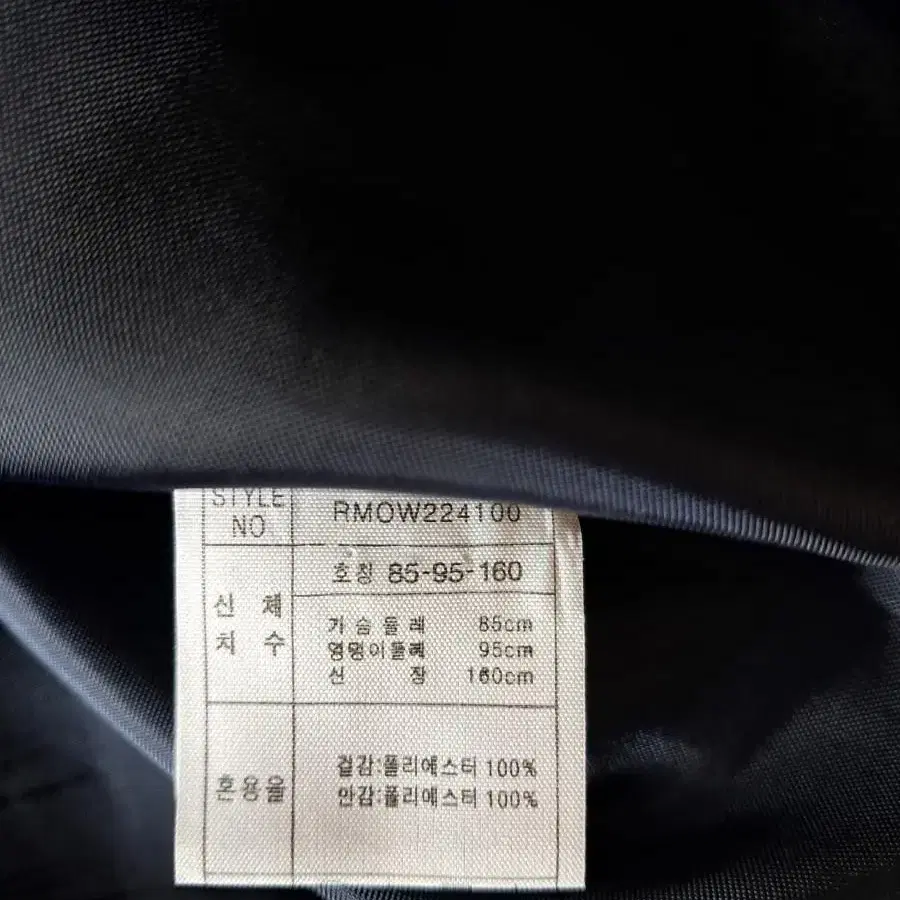 STYLE NO
RMOW224100
신체 치수
호칭 85-95-160
가슴둘레 85cm
엉덩이둘레 95cm
신장 160cm
혼용율
겉감:폴리에스터 100%
안감:폴리에스터 100%